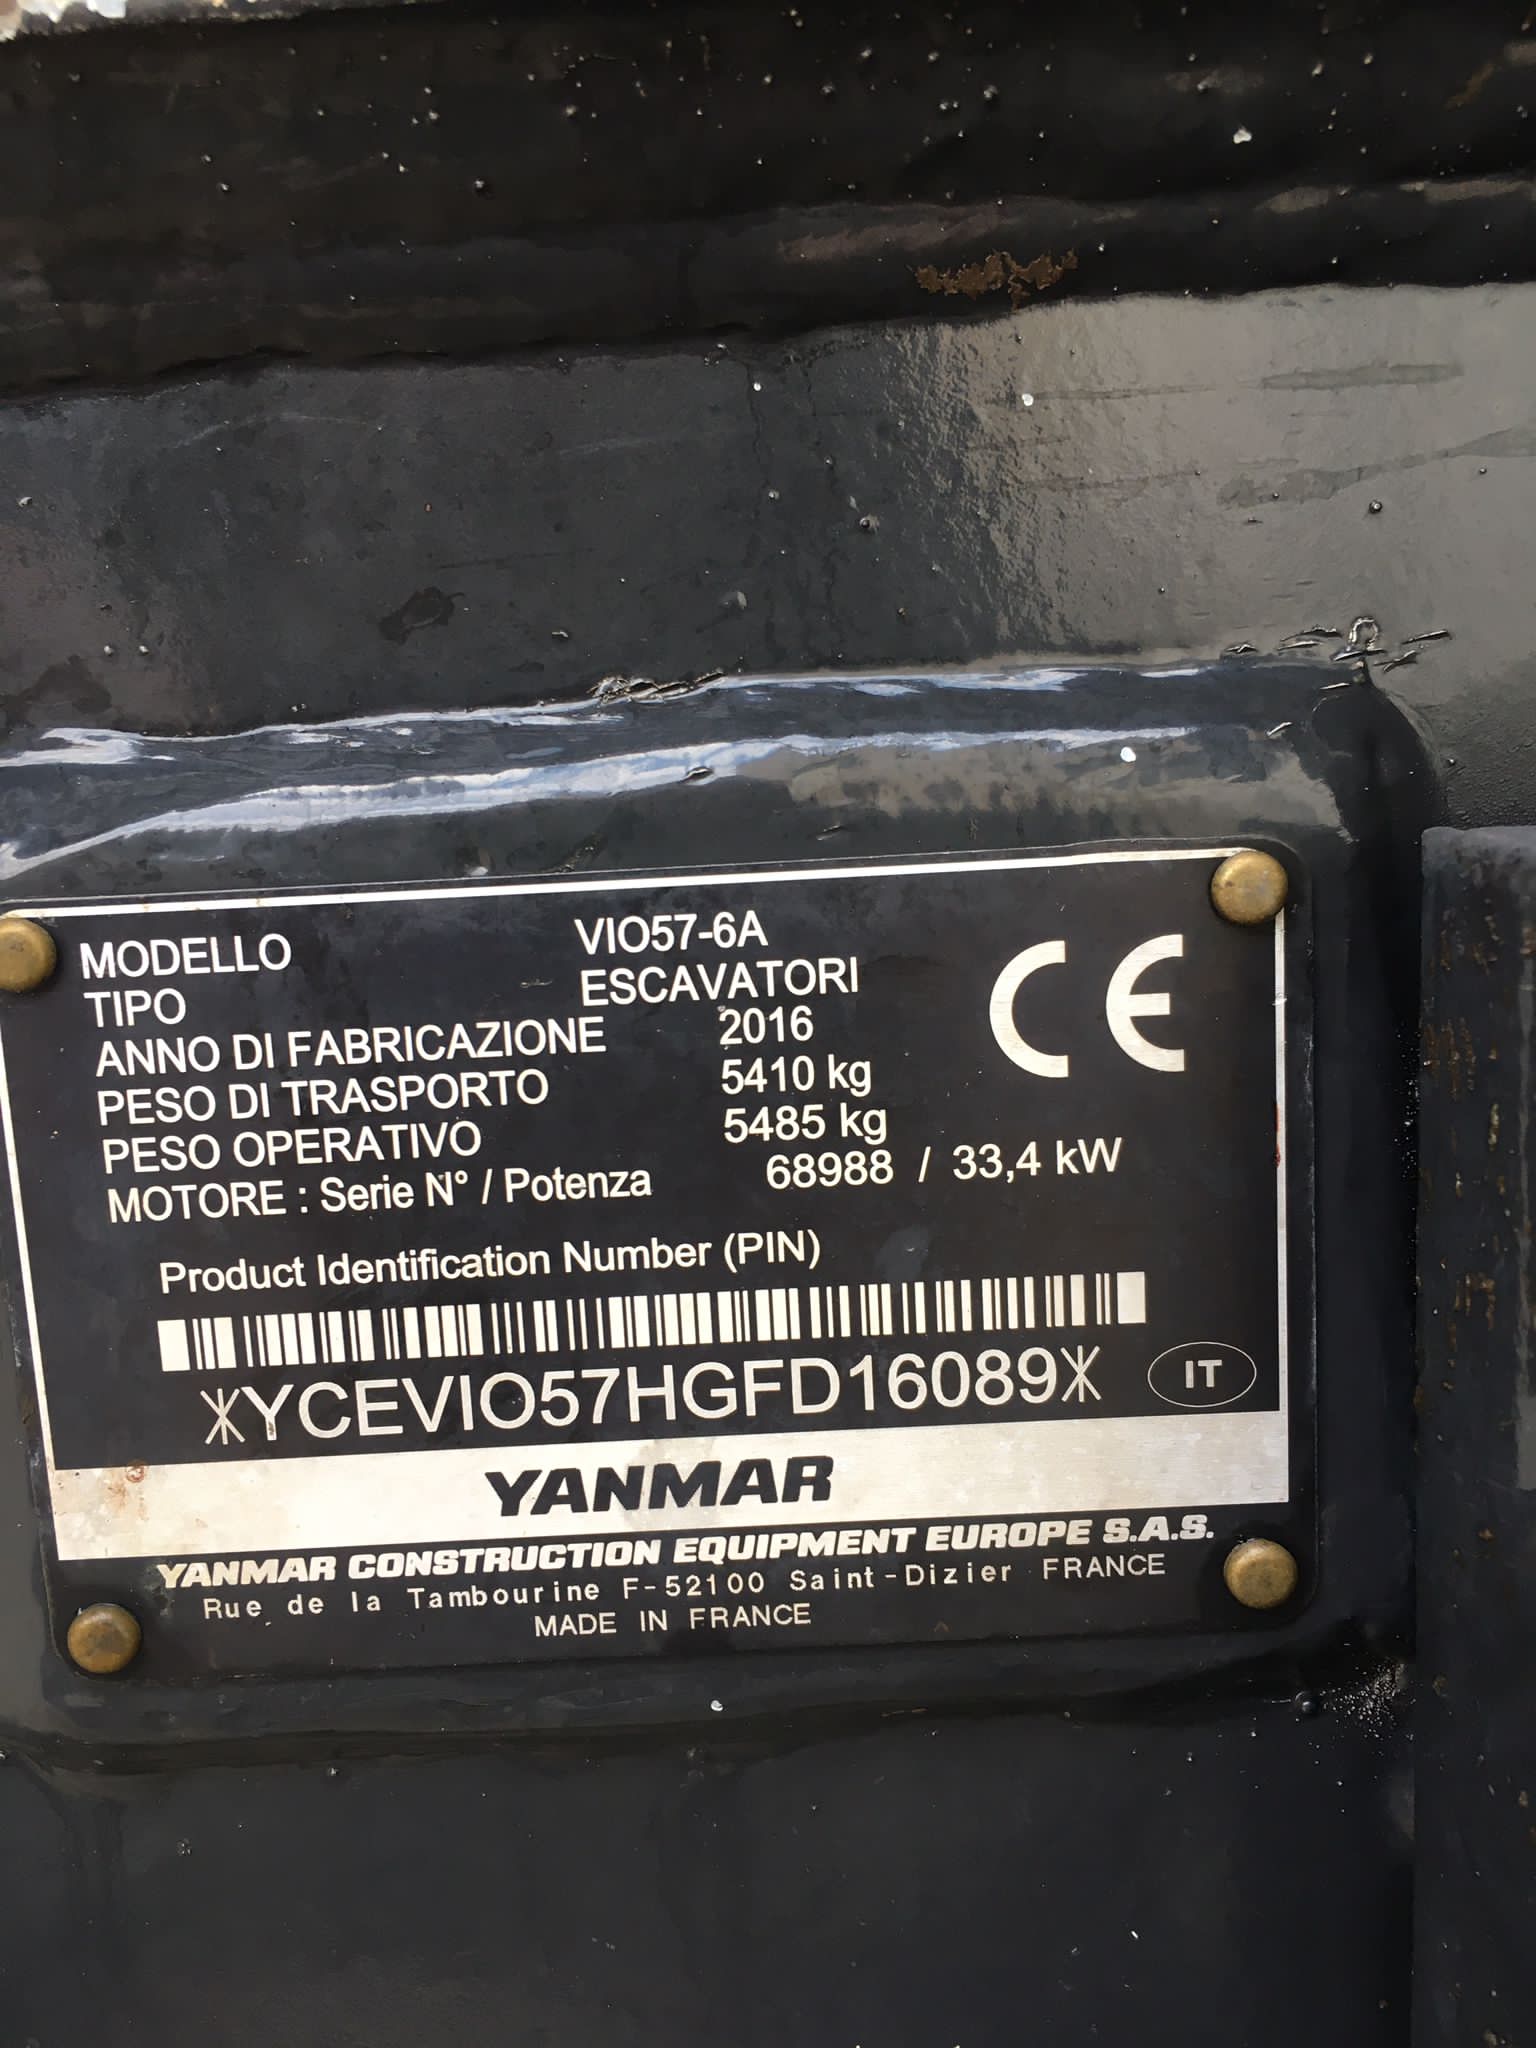 MODELLO VIO57-6A
TIPO ESCAVATORI
ANNO DI FABRICAZIONE 2016
PESO DI TRASPORTO 5410 kg
PESO OPERATIVO 5485 kg
MOTORE : Serie N° / Potenza 68988 / 33,4 kW
CE
Product Identification Number (PIN)
*YCEVIO57HGFD16089*
IT
YANMAR
YANMAR CONSTRUCTION EQUIPMENT EUROPE S.A.S.
Rue de la Tambourine F-52100 Saint-Dizier FRANCE
MADE IN FRANCE